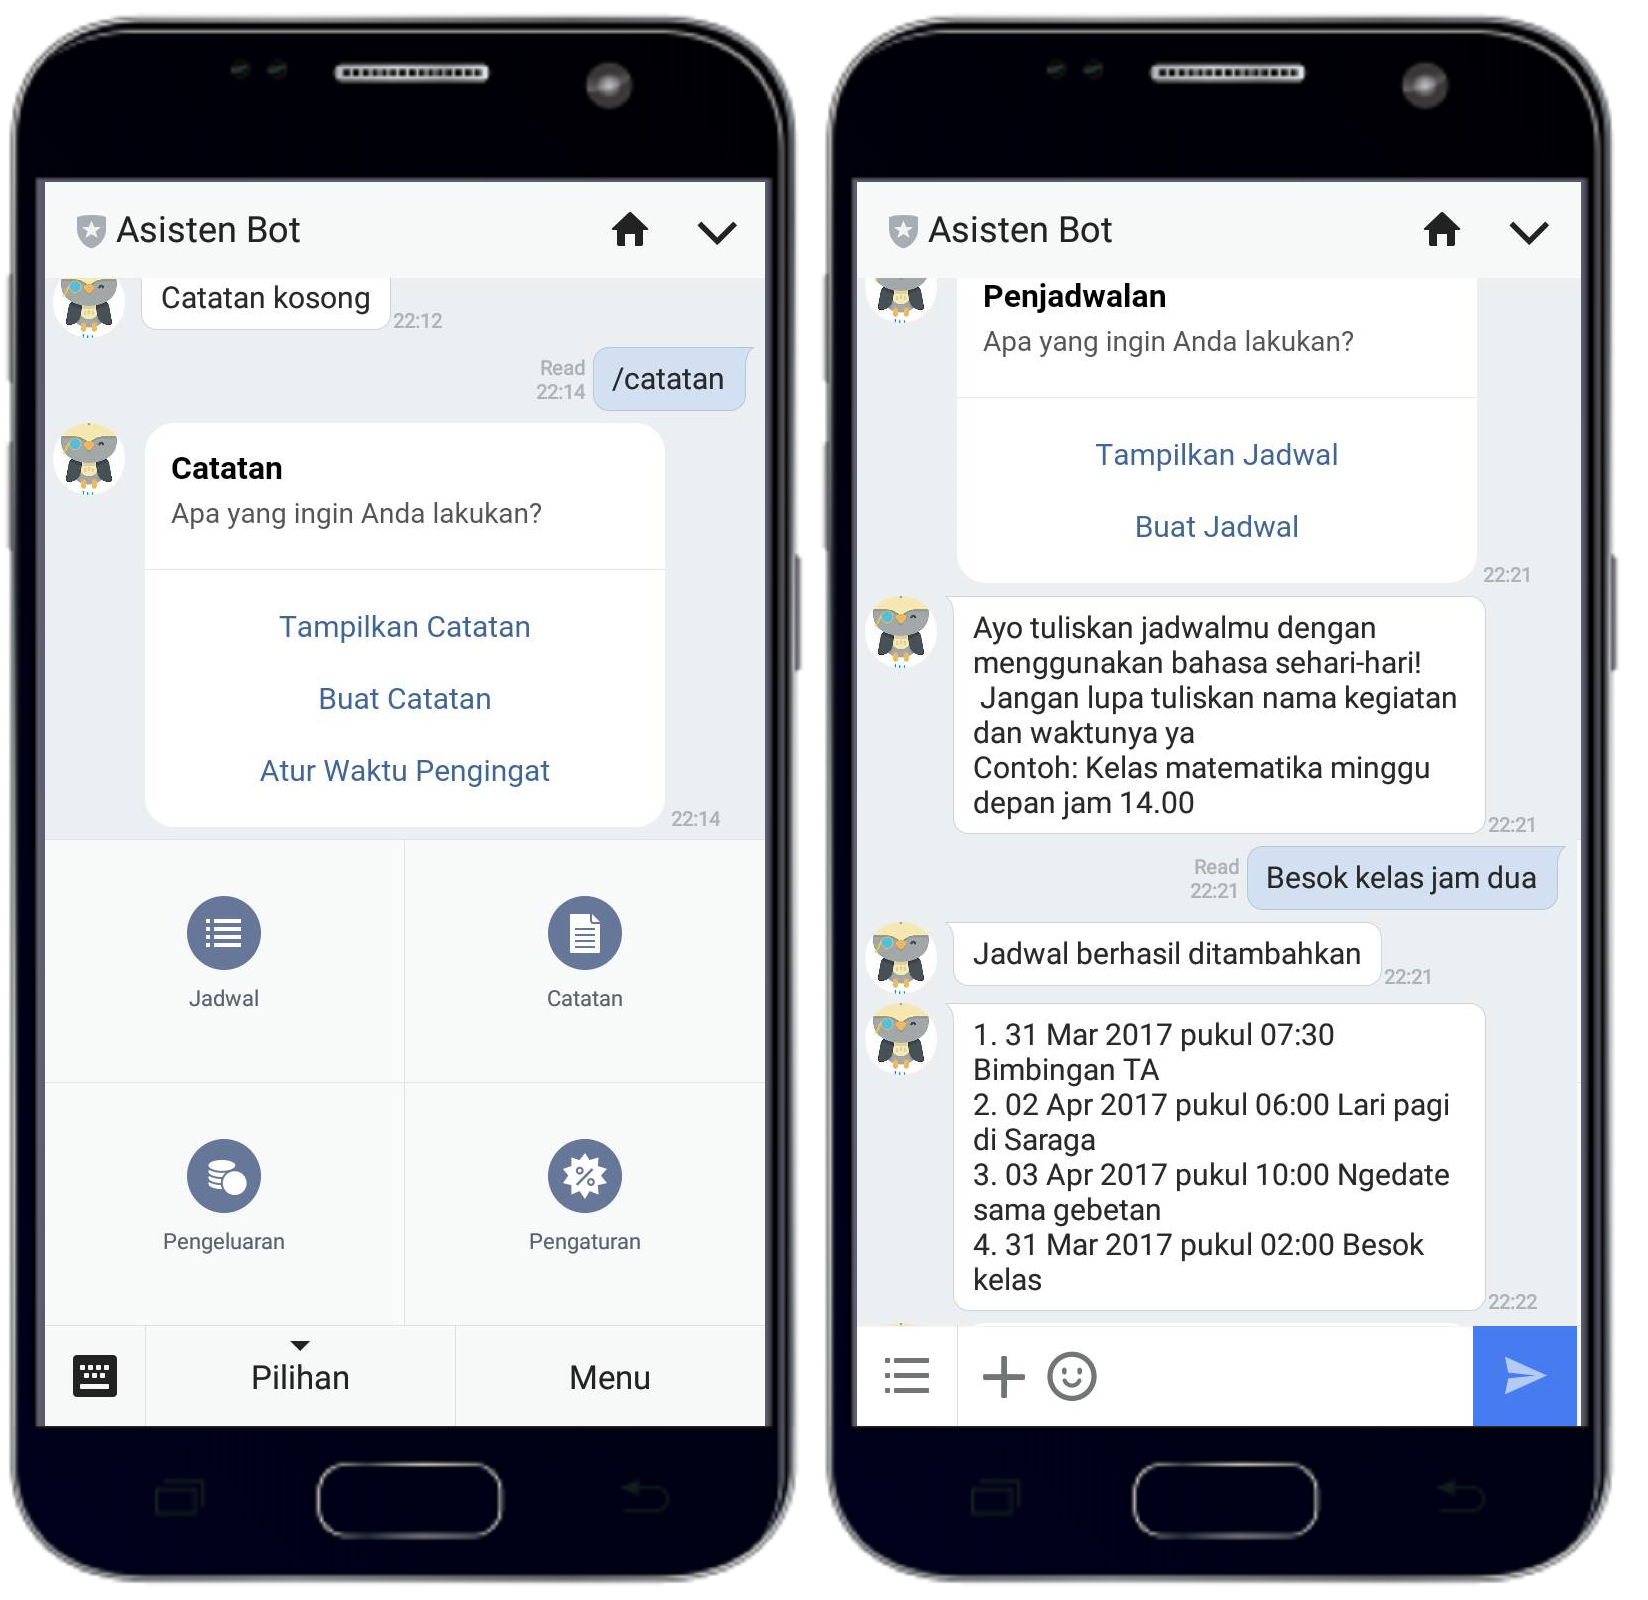 Asisten Bot
Catatan kosong
22:12
Read
22:14
/catatan
Catatan
Apa yang ingin Anda lakukan?
Tampilkan Catatan
Buat Catatan
Atur Waktu Pengingat
22:14
Jadwal
Catatan
Pengeluaran
Pengaturan
Pilihan
Menu
Asisten Bot
Penjadwalan
Apa yang ingin Anda lakukan?
Tampilkan Jadwal
Buat Jadwal
22:21
Ayo tuliskan jadwalmu dengan
menggunakan bahasa sehari-hari!
Jangan lupa tuliskan nama kegiatan
dan waktunya ya
Contoh: Kelas matematika minggu
depan jam 14.00
22:21
Read
22:21
Besok kelas jam dua
Jadwal berhasil ditambahkan
22:21
1. 31 Mar 2017 pukul 07:30
Bimbingan TA
2. 02 Apr 2017 pukul 06:00 Lari pagi
di Saraga
3. 03 Apr 2017 pukul 10:00 Ngedate
sama gebetan
4. 31 Mar 2017 pukul 02:00 Besok
kelas
22:22